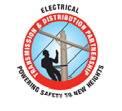 ELECTRICAL
TRANSMISSION & DISTRIBUTION PARTNERSHIP
POWERING SAFETY TO NEW HEIGHTS